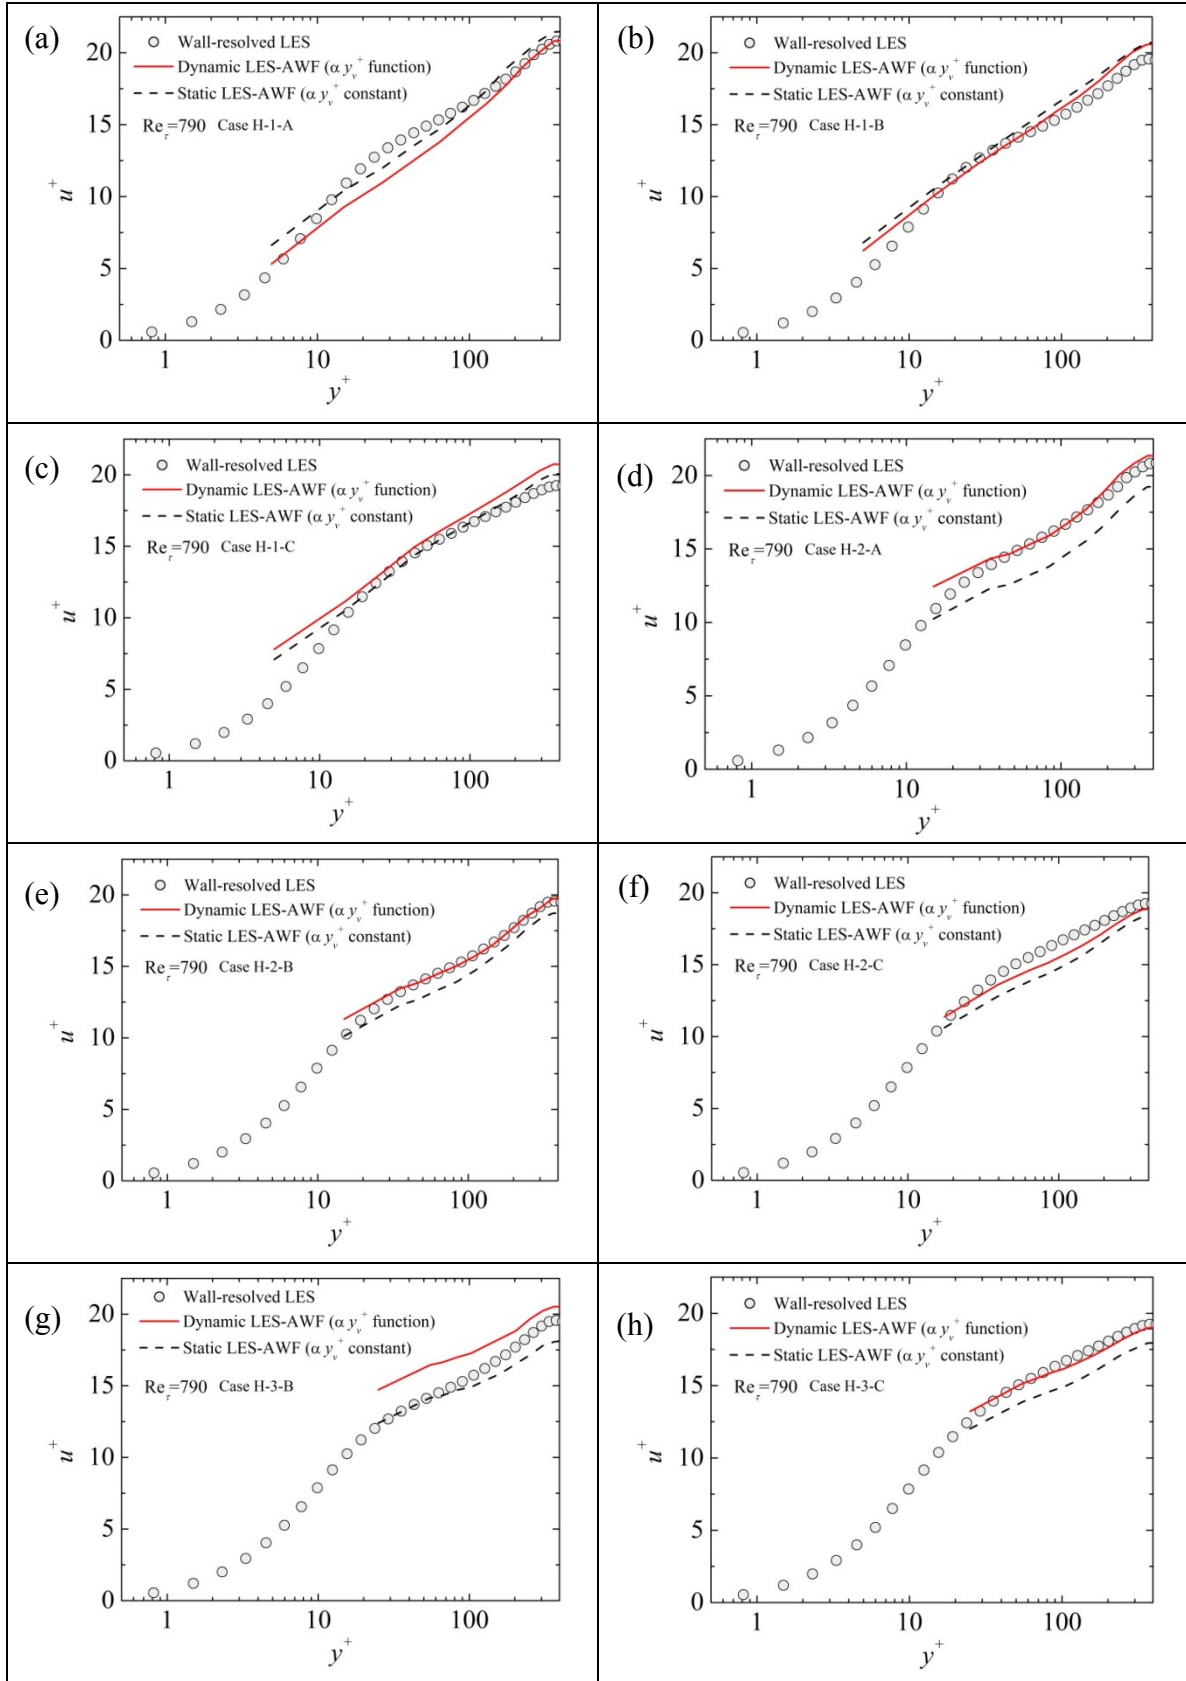 (a)
Wall-resolved LES
Dynamic LES-AWF (α y_v^+ function)
Static LES-AWF (α y_v^+ constant)
Re_τ=790 Case H-1-A
20
15
10
5
0
u^+
1 10 100
y^+
(b)
Wall-resolved LES
Dynamic LES-AWF (α y_v^+ function)
Static LES-AWF (α y_v^+ constant)
Re_τ=790 Case H-1-B
20
15
10
5
0
u^+
1 10 100
y^+
(c)
Wall-resolved LES
Dynamic LES-AWF (α y_v^+ function)
Static LES-AWF (α y_v^+ constant)
Re_τ=790 Case H-1-C
20
15
10
5
0
u^+
1 10 100
y^+
(d)
Wall-resolved LES
Dynamic LES-AWF (α y_v^+ function)
Static LES-AWF (α y_v^+ constant)
Re_τ=790 Case H-2-A
20
15
10
5
0
u^+
1 10 100
y^+
(e)
Wall-resolved LES
Dynamic LES-AWF (α y_v^+ function)
Static LES-AWF (α y_v^+ constant)
Re_τ=790 Case H-2-B
20
15
10
5
0
u^+
1 10 100
y^+
(f)
Wall-resolved LES
Dynamic LES-AWF (α y_v^+ function)
Static LES-AWF (α y_v^+ constant)
Re_τ=790 Case H-2-C
20
15
10
5
0
u^+
1 10 100
y^+
(g)
Wall-resolved LES
Dynamic LES-AWF (α y_v^+ function)
Static LES-AWF (α y_v^+ constant)
Re_τ=790 Case H-3-B
20
15
10
5
0
u^+
1 10 100
y^+
(h)
Wall-resolved LES
Dynamic LES-AWF (α y_v^+ function)
Static LES-AWF (α y_v^+ constant)
Re_τ=790 Case H-3-C
20
15
10
5
0
u^+
1 10 100
y^+